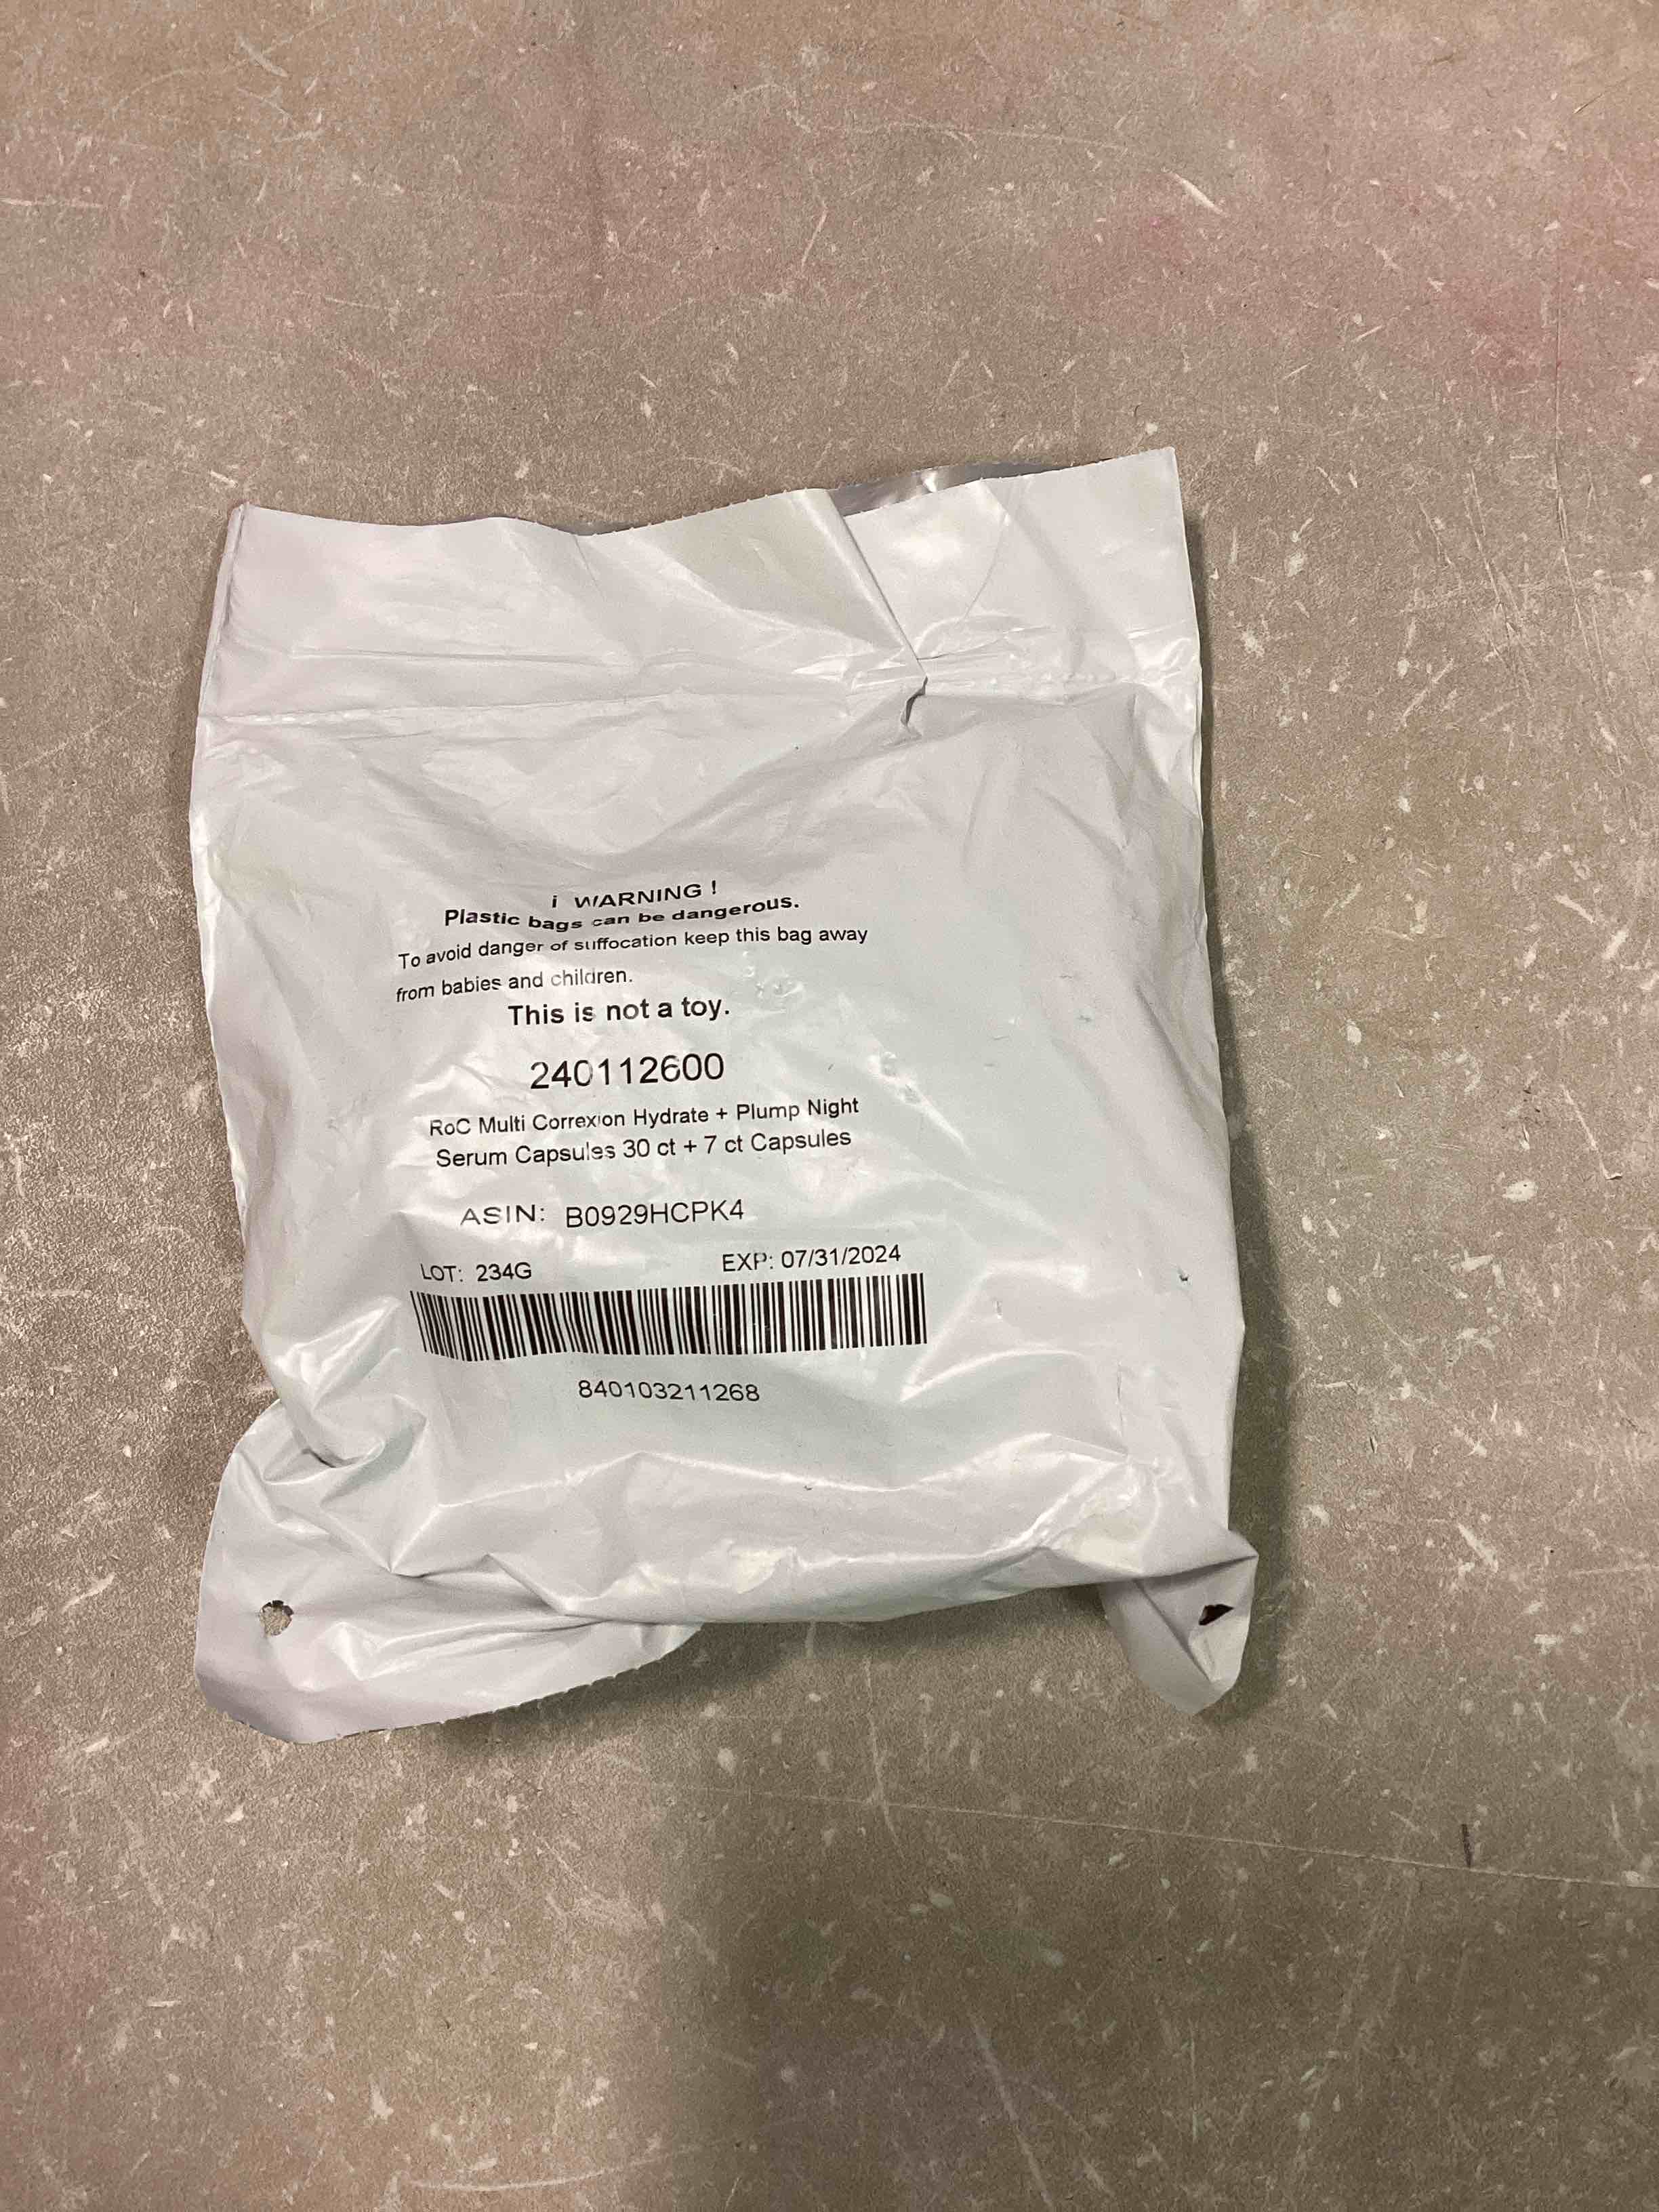 ¡ WARNING !
Plastic bags can be dangerous.
To avoid danger of suffocation keep this bag away
from babies and children.
This is not a toy.
240112600
RoC Multi Correxion Hydrate + Plump Night
Serum Capsules 30 ct + 7 ct Capsules
ASIN: B0929HCPK4
LOT: 234G EXP: 07/31/2024
840103211268